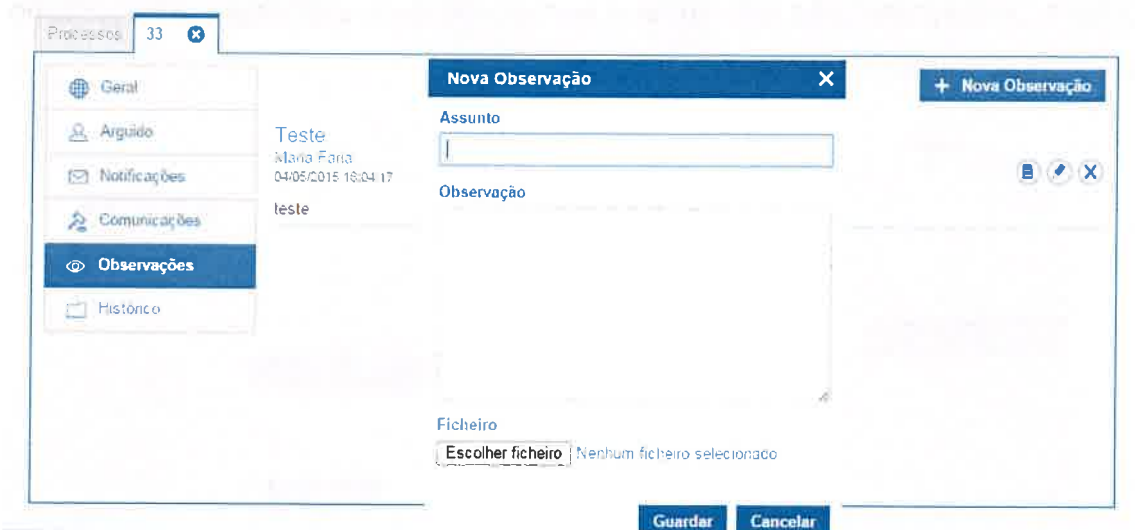 Processos 33
Geral
Arguido
Notificações
Comunicações
Observações
Histórico
Teste
Maria Faria
04/05/2015 16:04:17
teste
Nova Observação X
Assunto
Observação
Ficheiro
Escolher ficheiro Nenhum ficheiro selecionado
Guardar Cancelar
+ Nova Observação